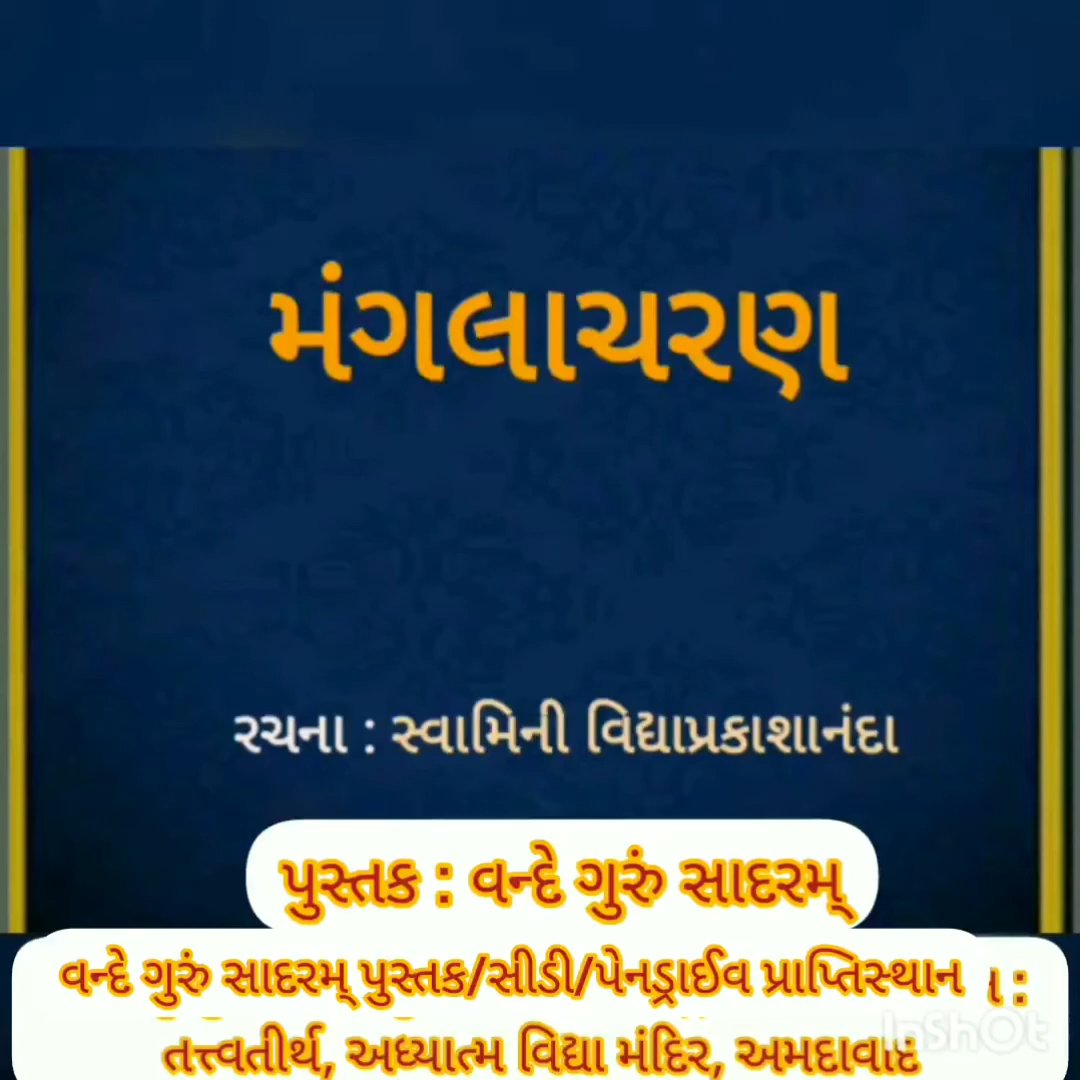 મંગલાચરણ
રચના : સ્વામિની વિદ્યાપ્રકાશાનંદા
પુસ્તક : વન્દે ગુરું સાદરમ્
વન્દે ગુરું સાદરમ્ પુસ્તક/સીડી/પેનડ્રાઈવ પ્રાપ્તિસ્થાન :
તત્ત્વતીર્થ, અધ્યાત્મ વિદ્યા મંદિર, અમદાવાદ
InShOt